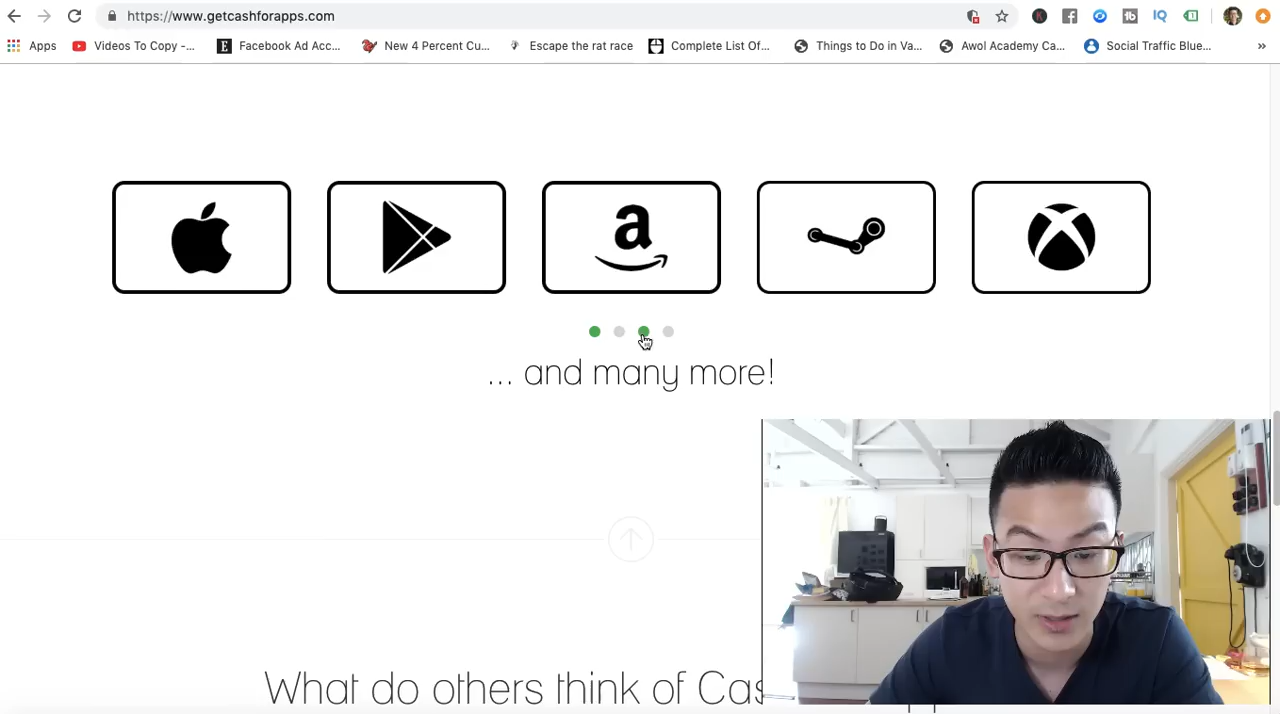 https://www.getcashforapps.com
Apps
Videos To Copy -...
Facebook Ad Acc...
New 4 Percent Cu...
Escape the rat race
Complete List Of...
Things to Do in Va...
Awol Academy Ca...
Social Traffic Blue...
»
... and many more!
What do others think of Cas